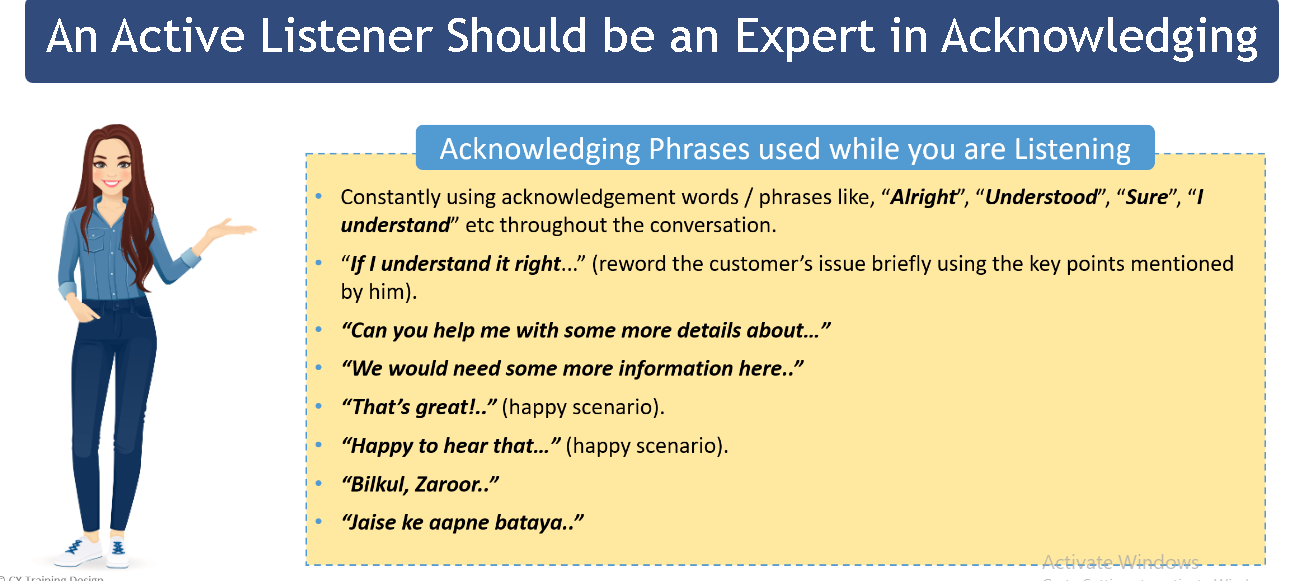 An Active Listener Should be an Expert in Acknowledging
Acknowledging Phrases used while you are Listening
• Constantly using acknowledgement words / phrases like, “Alright”, “Understood”, “Sure”, “I
understand” etc throughout the conversation.
• “If I understand it right...” (reword the customer’s issue briefly using the key points mentioned
by him).
• “Can you help me with some more details about…”
• “We would need some more information here..”
• “That’s great!..” (happy scenario).
• “Happy to hear that…” (happy scenario).
• “Bilkul, Zaroor..”
• “Jaise ke aapne bataya..”
Activate Windows
© CX Training Design